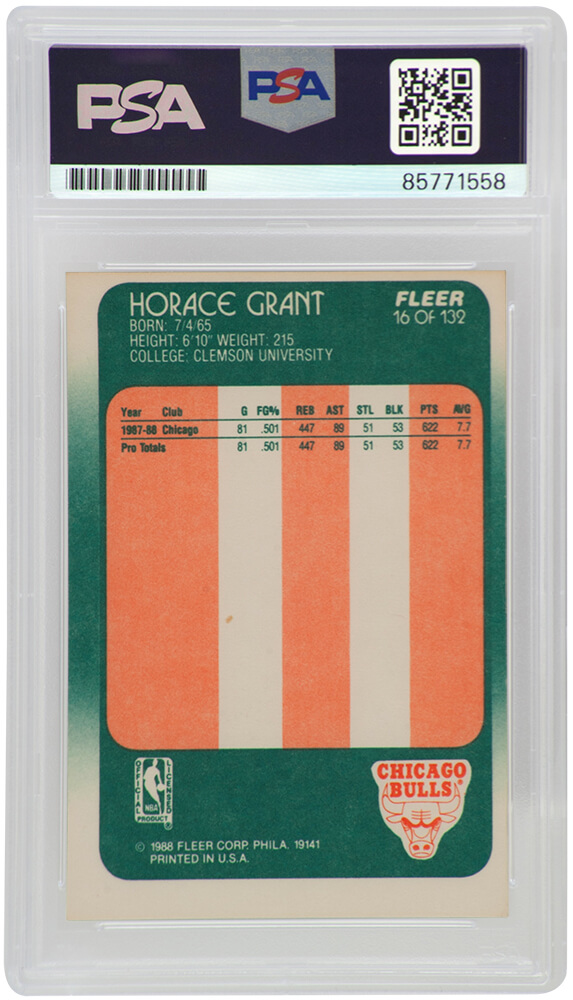 PSA
PSA
85771558
HORACE GRANT
BORN: 7/4/65
HEIGHT: 6'10" WEIGHT: 215
COLLEGE: CLEMSON UNIVERSITY
FLEER
16 OF 132
Year Club G FG% REB AST STL BLK PTS AVG
1987-88 Chicago 81 .501 447 89 51 53 622 7.7
Pro Totals 81 .501 447 89 51 53 622 7.7
OFFICIAL
LICENSED
NBA
PRODUCT
®
CHICAGO
BULLS®
© 1988 FLEER CORP. PHILA. 19141
PRINTED IN U.S.A.